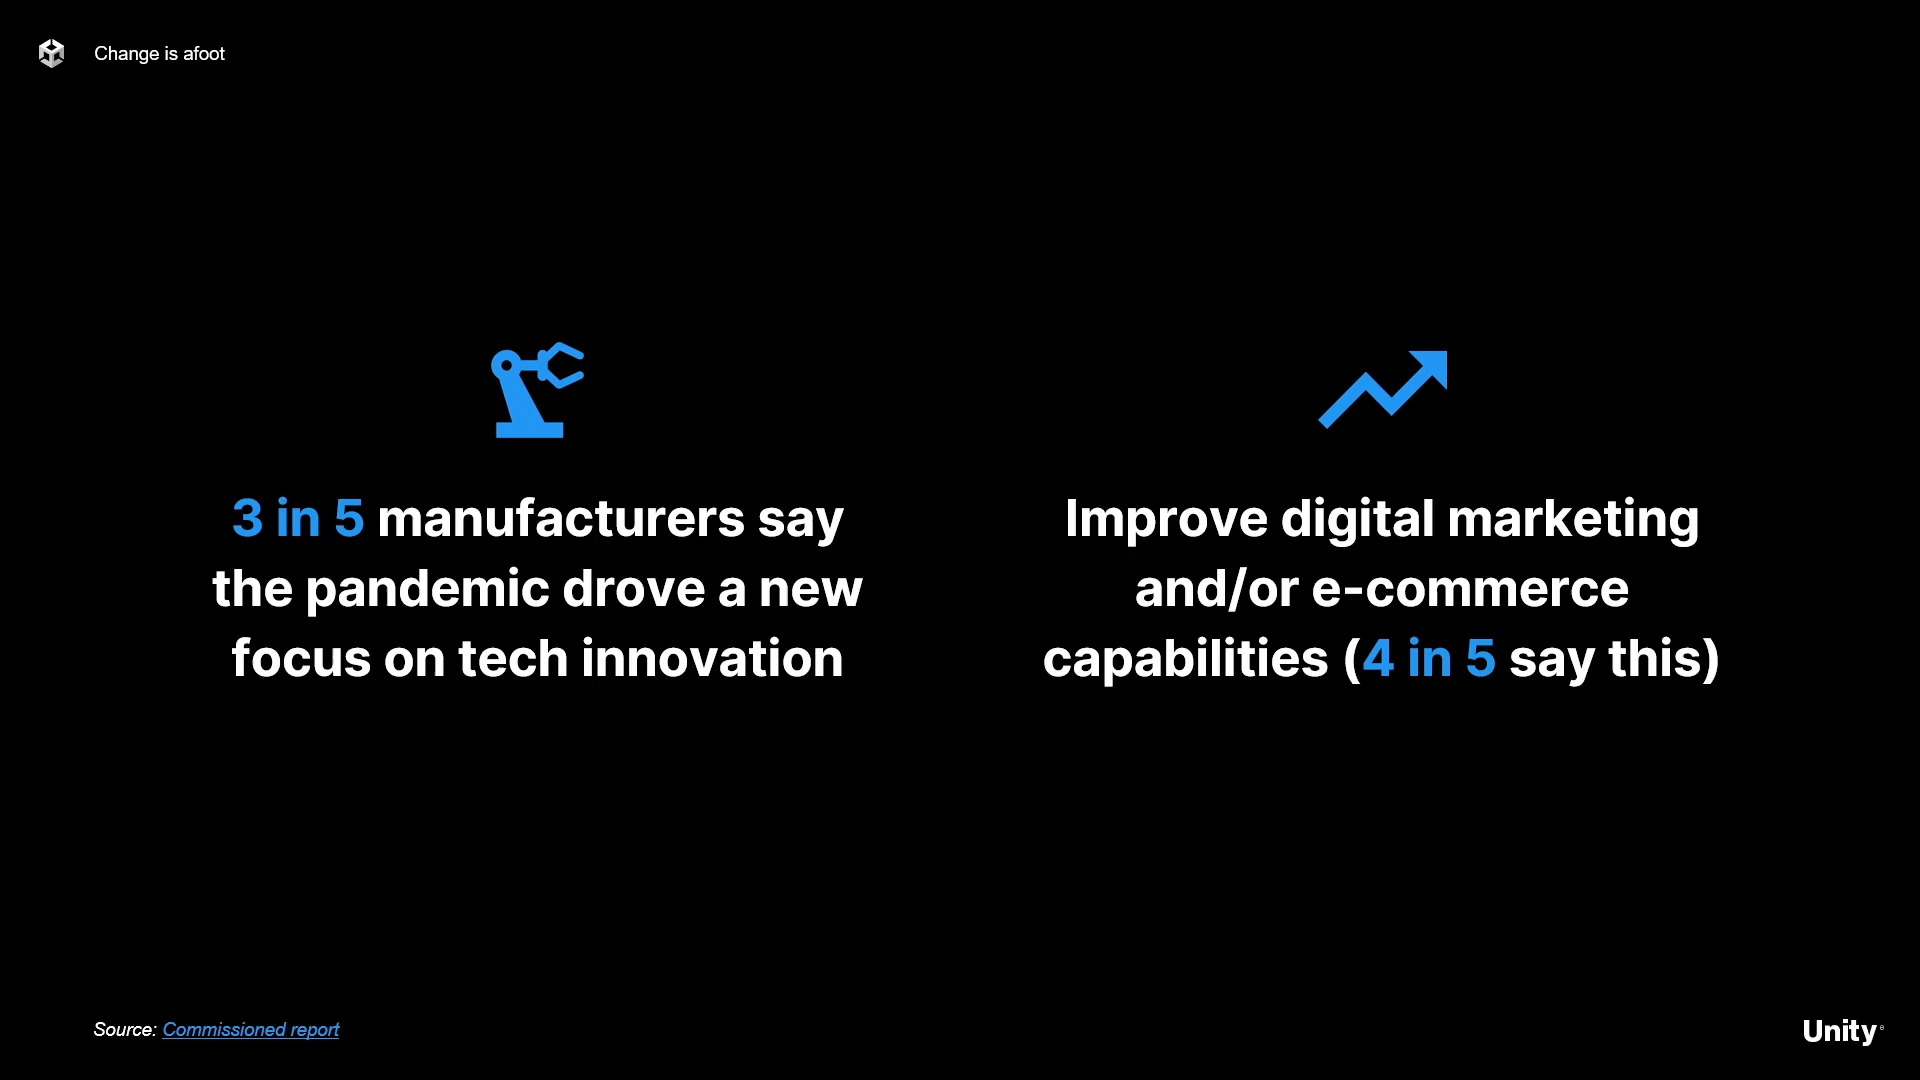 Change is afoot
3 in 5 manufacturers say
the pandemic drove a new
focus on tech innovation
Improve digital marketing
and/or e-commerce
capabilities (4 in 5 say this)
Source: Commissioned report
Unity